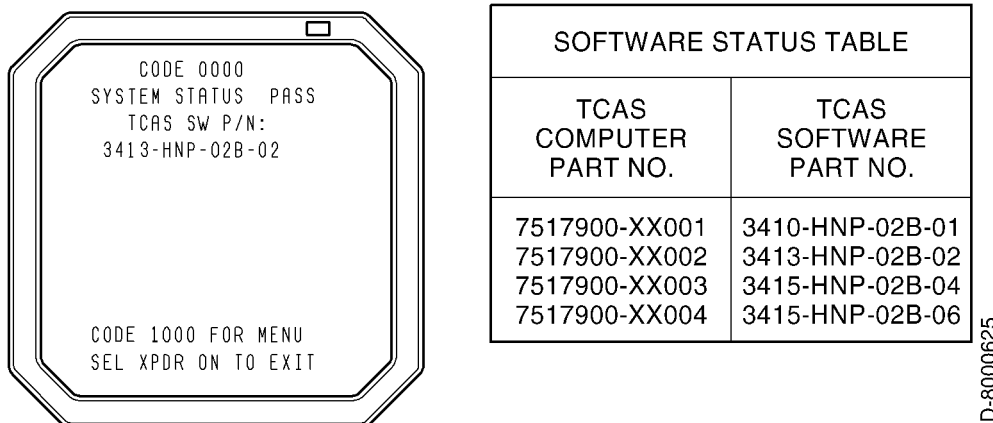 CODE 0000
SYSTEM STATUS PASS
TCAS SW P/N:
3413-HNP-02B-02
CODE 1000 FOR MENU
SEL XPDR ON TO EXIT
SOFTWARE STATUS TABLE
TCAS COMPUTER PART NO.
TCAS SOFTWARE PART NO.
7517900-XX001 3410-HNP-02B-01
7517900-XX002 3413-HNP-02B-02
7517900-XX003 3415-HNP-02B-04
7517900-XX004 3415-HNP-02B-06
D-8000625